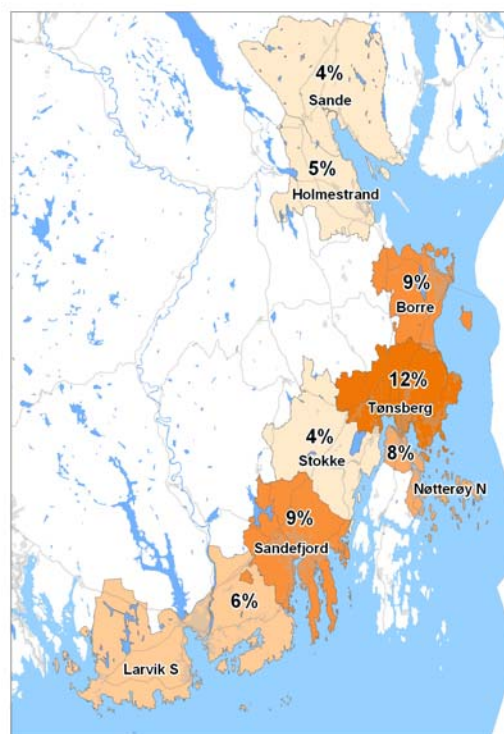 4%
Sande
5%
Holmestrand
9%
Borre
12%
Tønsberg
4%
Stokke
8%
Nøtterøy N
9%
Sandefjord
6%
Larvik S